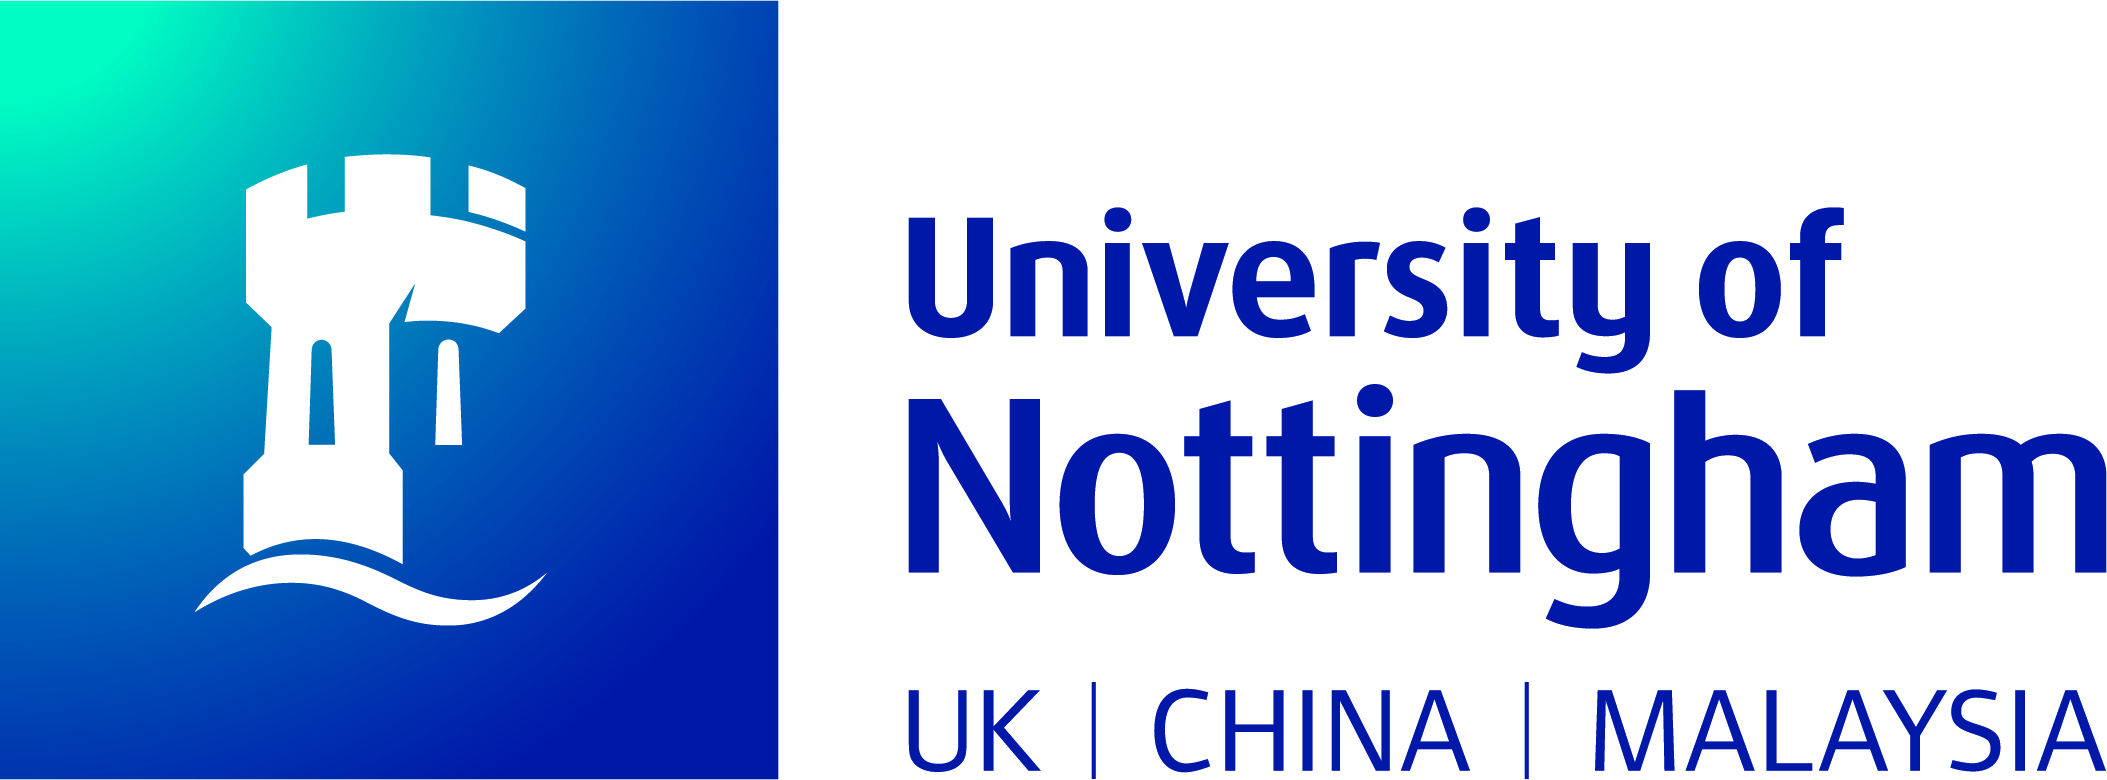 University of
Nottingham
UK | CHINA | MALAYSIA